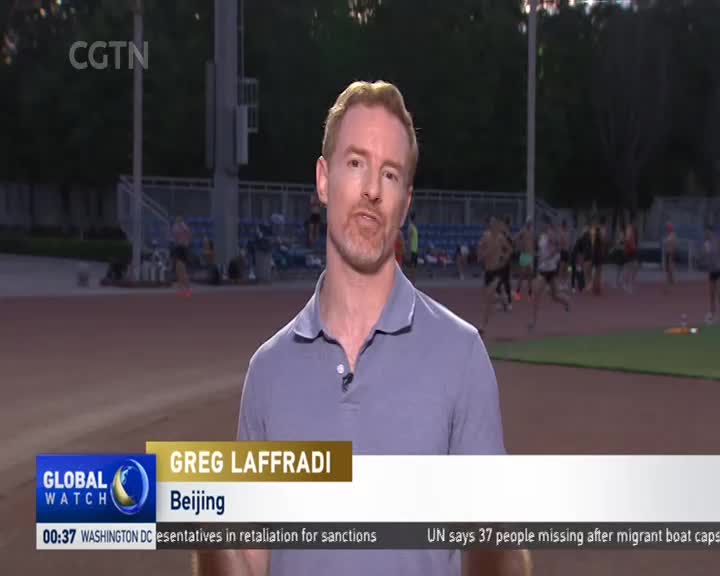 CGTN
GREG LAFFRADI
GLOBAL
WATCH
Beijing
00:37 WASHINGTON DC
esentatives in retaliation for sanctions UN says 37 people missing after migrant boat caps